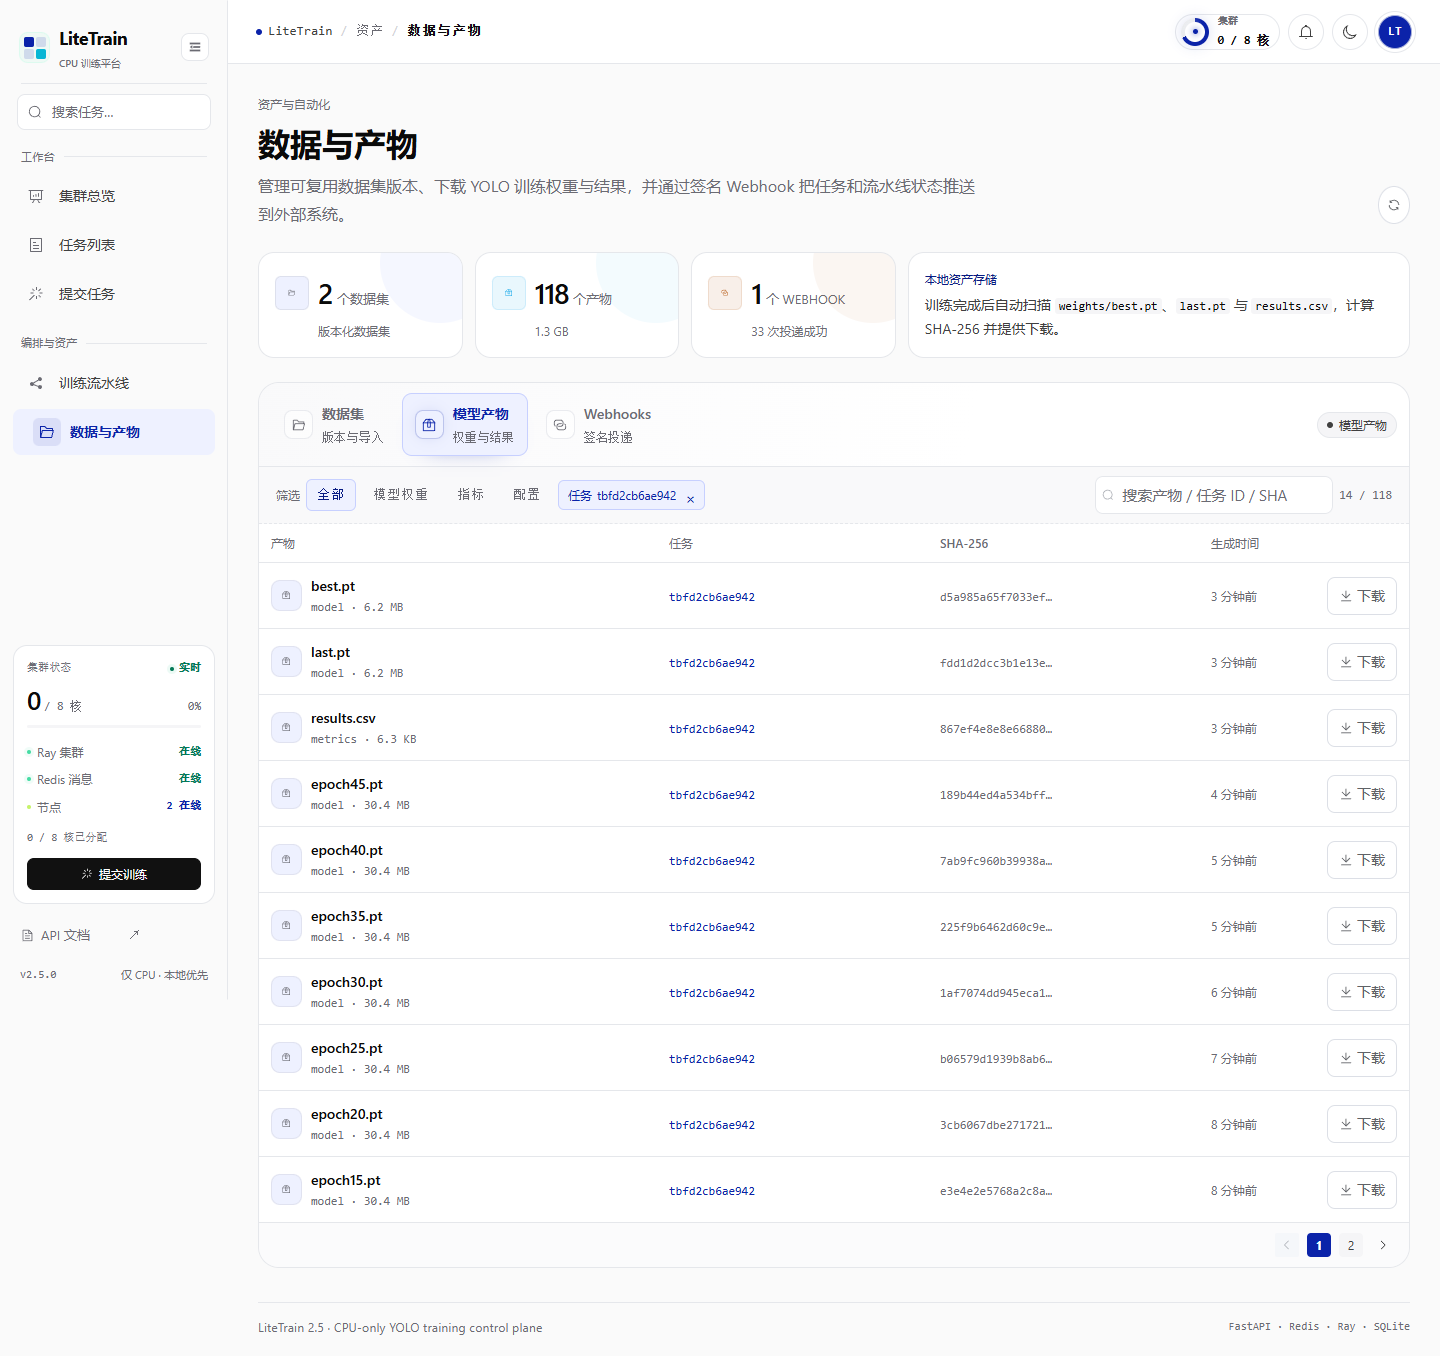 LiteTrain
CPU 训练平台
搜索任务...
工作台
集群总览
任务列表
提交任务
编排与资产
训练流水线
数据与产物
集群状态
实时
0 / 8 核
0%
Ray 集群
在线
Redis 消息
在线
节点
2 在线
0 / 8 核已分配
提交训练
API 文档
v2.5.0
仅 CPU · 本地优先
LiteTrain / 资产 / 数据与产物
集群
0 / 8 核
LT
资产与自动化
数据与产物
管理可复用数据集版本、下载 YOLO 训练权重与结果，并通过签名 Webhook 把任务和流水线状态推送
到外部系统。
2 个数据集
版本化数据集
118 个产物
1.3 GB
1 个 WEBHOOK
33 次投递成功
本地资产存储
训练完成后自动扫描 weights/best.pt 、 last.pt 与 results.csv ，计算
SHA-256 并提供下载。
数据集
版本与导入
模型产物
权重与结果
Webhooks
签名投递
模型产物
筛选 全部 模型权重 指标 配置 任务 tbfd2cb6ae942 ×
搜索产物 / 任务 ID / SHA
14 / 118
产物 任务 SHA-256 生成时间
best.pt
model · 6.2 MB
tbfd2cb6ae942
d5a985a65f7033ef…
3 分钟前
下载
last.pt
model · 6.2 MB
tbfd2cb6ae942
fdd1d2dcc3b1e13e…
3 分钟前
下载
results.csv
metrics · 6.3 KB
tbfd2cb6ae942
867ef4e8e8e66880…
3 分钟前
下载
epoch45.pt
model · 30.4 MB
tbfd2cb6ae942
189b44ed4a534bff…
4 分钟前
下载
epoch40.pt
model · 30.4 MB
tbfd2cb6ae942
7ab9fc960b39938a…
5 分钟前
下载
epoch35.pt
model · 30.4 MB
tbfd2cb6ae942
225f9b6462d60c9e…
5 分钟前
下载
epoch30.pt
model · 30.4 MB
tbfd2cb6ae942
1af7074dd945eca1…
6 分钟前
下载
epoch25.pt
model · 30.4 MB
tbfd2cb6ae942
b06579d1939b8ab6…
7 分钟前
下载
epoch20.pt
model · 30.4 MB
tbfd2cb6ae942
3cb6067dbe271721…
8 分钟前
下载
epoch15.pt
model · 30.4 MB
tbfd2cb6ae942
e3e4e2e5768a2c8a…
8 分钟前
下载
1 2
LiteTrain 2.5 · CPU-only YOLO training control plane
FastAPI · Redis · Ray · SQLite